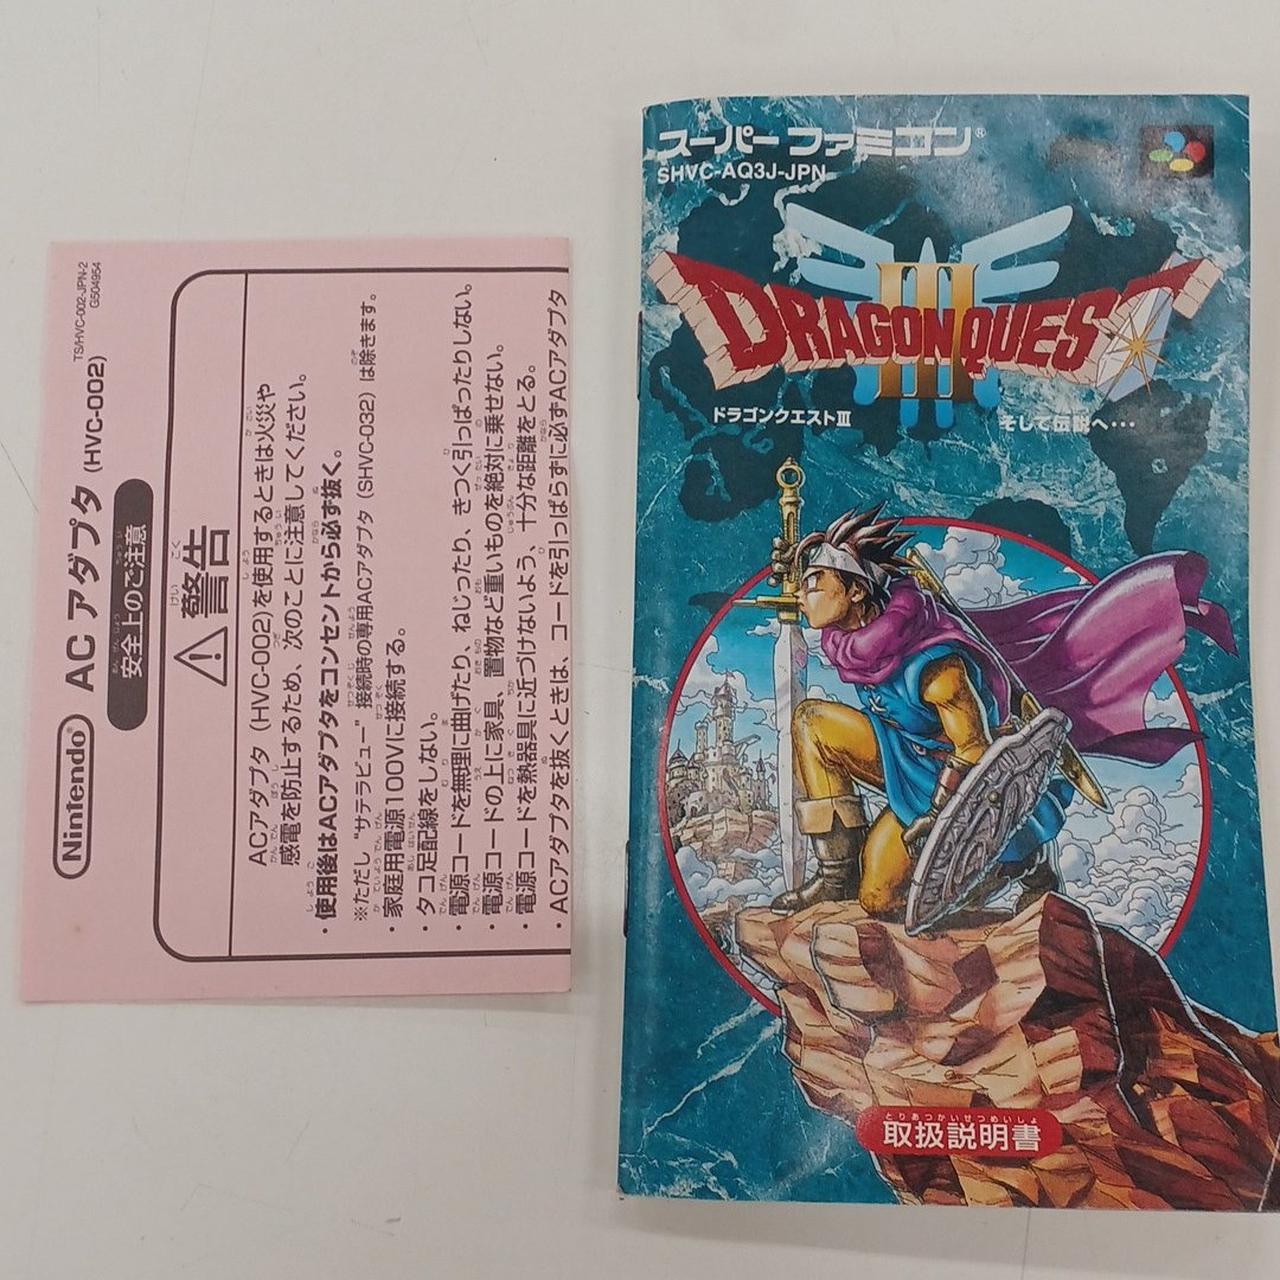 Nintendo®
ACアダプタ (HVC-002)
TS/HVC-002-JPN-2
G504954
安全上のご注意
警告
ACアダプタ(HVC-002)を使用するときは火災や
感電を防止するため、次のことに注意してください。
・使用後はACアダプタをコンセントから必ず抜く。
※ただし"サテラビュー"接続時の専用ACアダプタ(SHVC-032)は除きます。
・家庭用電源100Vに接続する。
・タコ足配線をしない。
・電源コードを無理に曲げたり、ねじったり、きつく引っぱったりしない。
・電源コードの上に家具、置物など重いものを絶対に乗せない。
・電源コードを熱器具に近づけないよう、十分な距離をとる。
・ACアダプタを抜くときは、コードを引っぱらずに必ずACアダプタ
スーパーファミコン®
SHVC-AQ3J-JPN
DRAGON QUEST
III
ドラゴンクエストⅢ
そして伝説へ…
とりあつかいせつめいしょ
取扱説明書